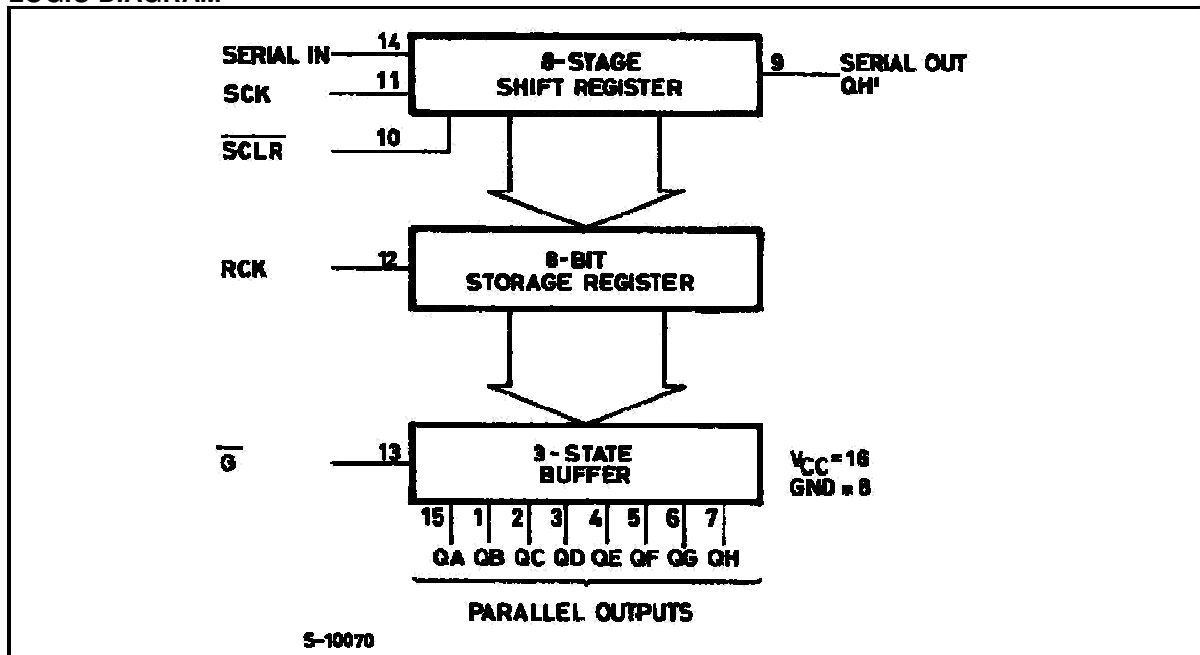 LOGIC DIAGRAM
SERIAL IN 14
SCK 11
SCLR 10
8-STAGE
SHIFT REGISTER
9 SERIAL OUT
QH'
RCK 12
8-BIT
STORAGE REGISTER
G 13
3-STATE
BUFFER
VCC = 16
GND = 8
15 1 2 3 4 5 6 7
QA QB QC QD QE QF QG QH
PARALLEL OUTPUTS
S-10070